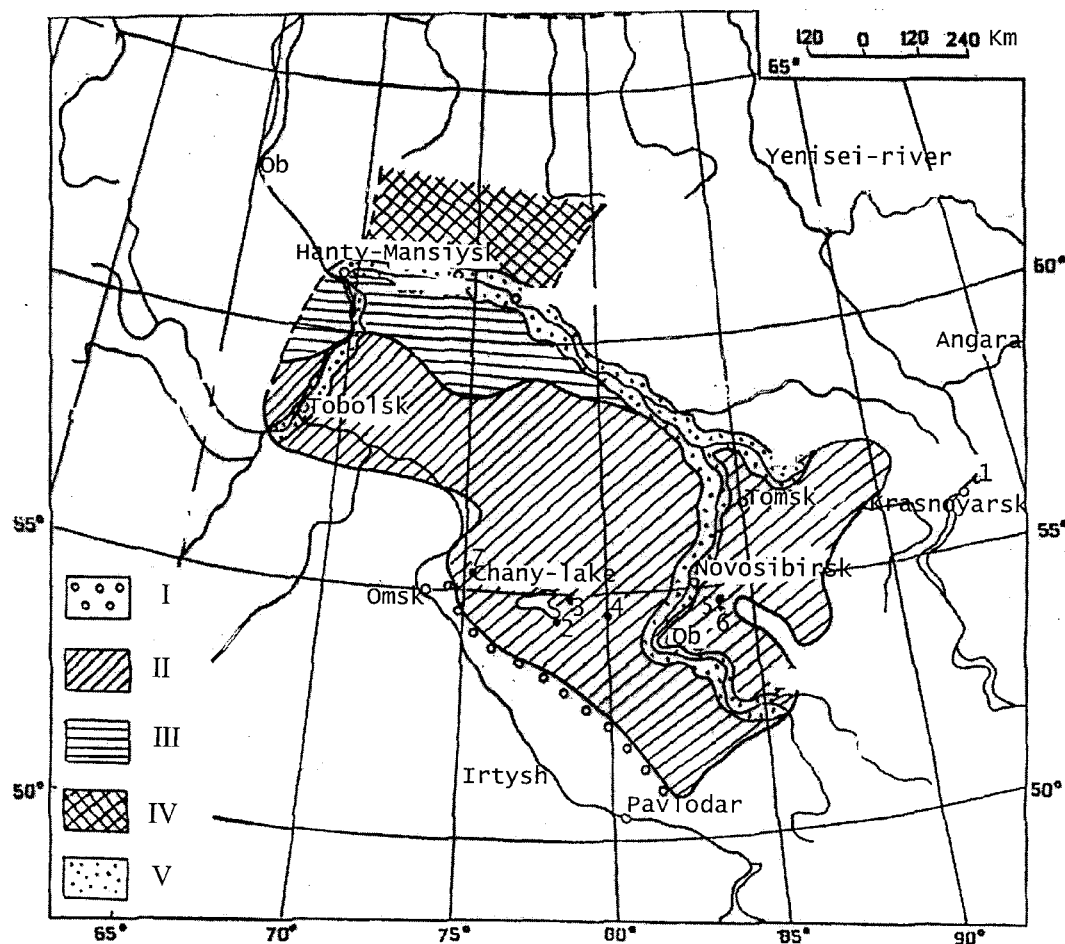 120 0 120 240 Km
65°
Ob
Yenisei-river
Hanty-Mansiysk
60°
Angara
Tobolsk
1
Tomsk
Krasnoyarsk
55°
55°
7
Chany-lake
Novosibirsk
Omsk
3
4
5
2
6
Ob
I
II
III
IV
V
Irtysh
50°
Pavlodar
50°
65° 70° 75° 80° 85° 90°